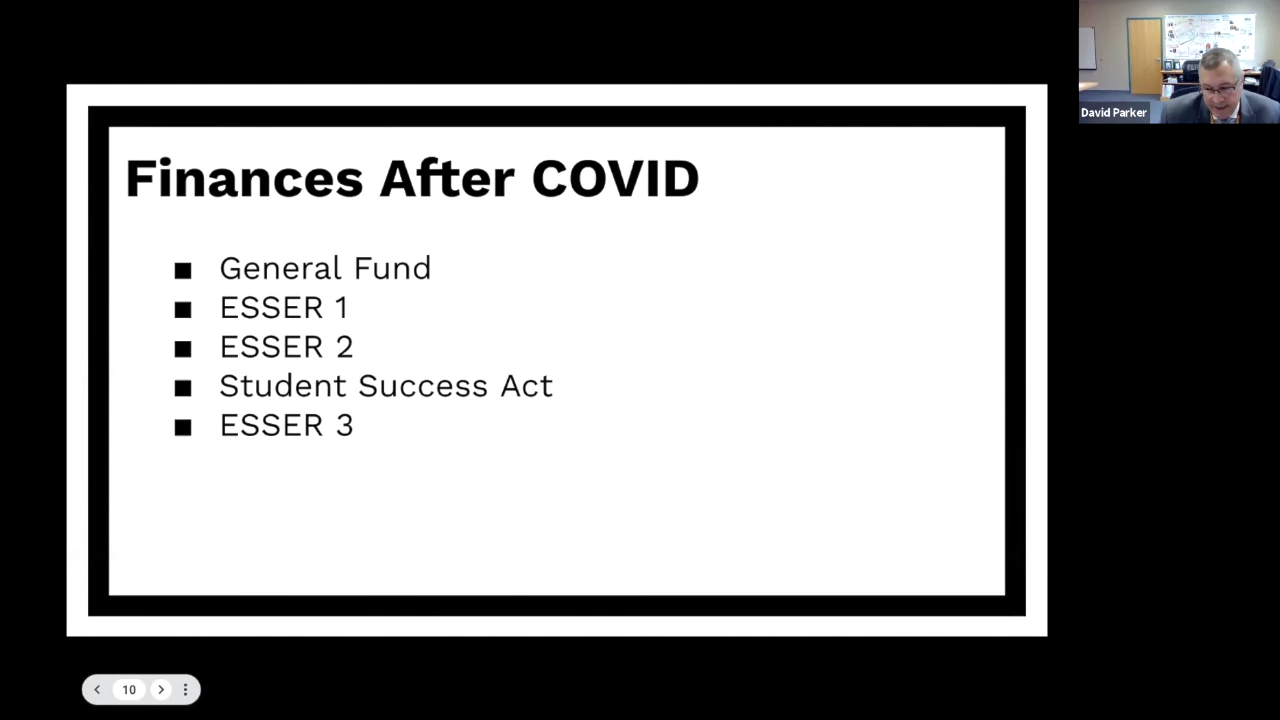 Finances After COVID
■ General Fund
■ ESSER 1
■ ESSER 2
■ Student Success Act
■ ESSER 3
David Parker
10